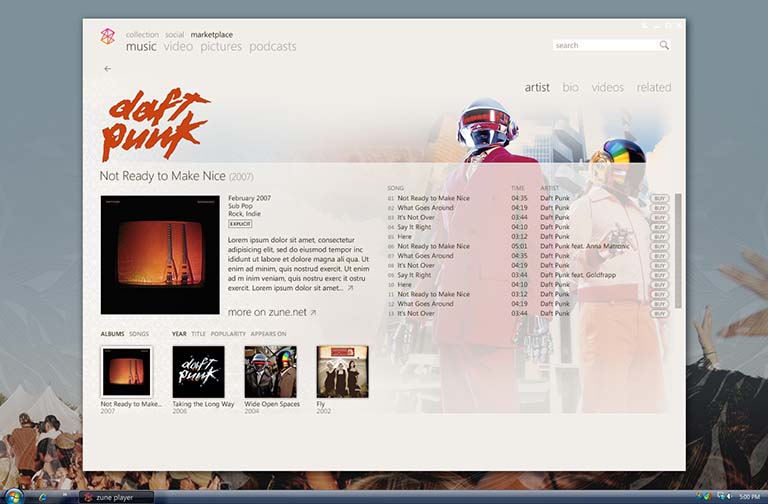 collection social marketplace
music video pictures podcasts
search
artist bio videos related
daft punk
Not Ready to Make Nice (2007)
February 2007
Sub Pop
Rock, Indie
EXPLICIT
Lorem ipsum dolor sit amet, consectetur
adipisicing elit, sed do eiusmod tempor inc
ididunt ut labore et dolore magna ali qua. Ut
enim ad minim, quis nostrud exercit. Ut enim
ad minim veniam, quis nostru exerc it ostru
exercit. Lorem ipsum dolor sit amet...
more on zune.net
SONG TIME ARTIST
01 Not Ready to Make Nice 04:35 Daft Punk BUY
02 What Goes Around 04:19 Daft Punk BUY
03 It's Not Over 03:44 Daft Punk BUY
04 Say It Right 04:10 Daft Punk BUY
05 Here 03:12 Daft Punk BUY
06 Not Ready to Make Nice 05:01 Daft Punk feat. Anna Matronic BUY
07 What Goes Around 04:35 Daft Punk BUY
08 It's Not Over 04:19 Daft Punk BUY
09 Say It Right 03:44 Daft Punk feat. Goldfrapp BUY
10 Here 04:10 Daft Punk BUY
11 Not Ready to Make Nice 03:12 Daft Punk BUY
12 What Goes Around 03:44 Daft Punk BUY
13 It's Not Over 03:44 Daft Punk BUY
ALBUMS SONGS YEAR TITLE POPULARITY APPEARS ON
daft punk
Not Ready to Make... Taking the Long Way Wide Open Spaces Fly
2007 2006 2004 2002
zune player
5:00 PM